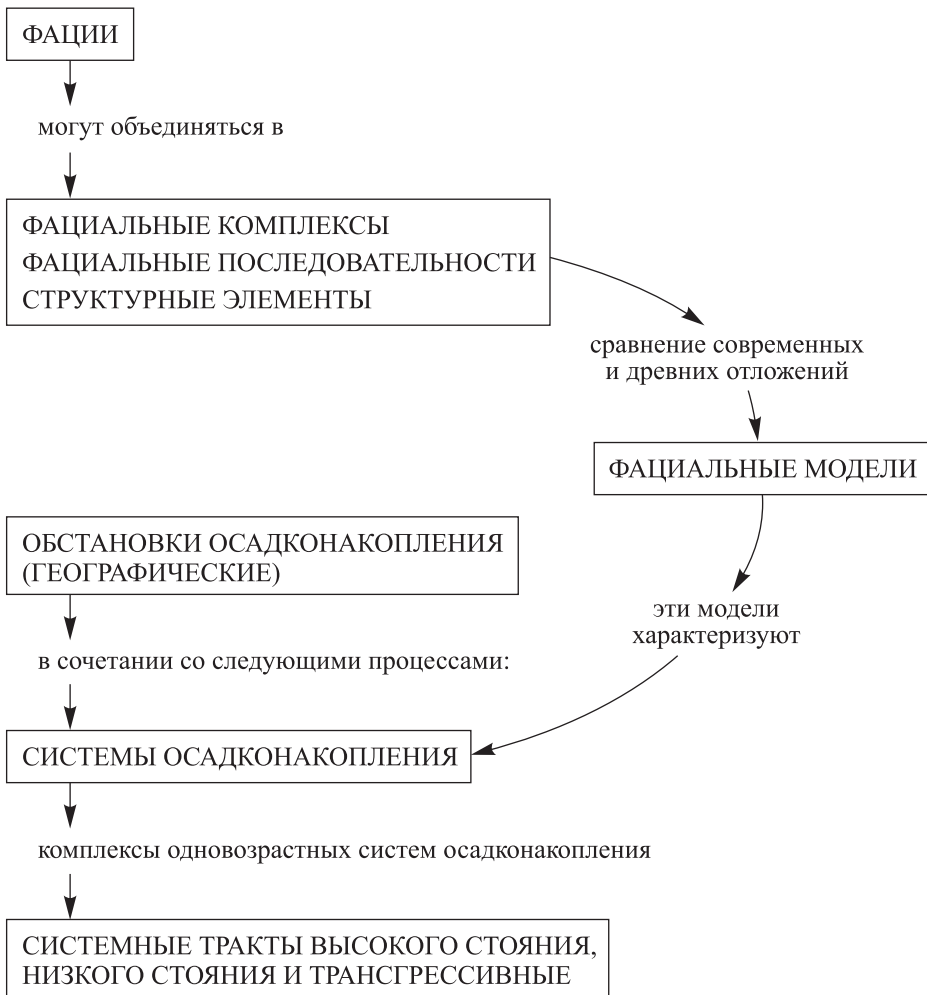 ФАЦИИ
могут объединяться в
ФАЦИАЛЬНЫЕ КОМПЛЕКСЫ
ФАЦИАЛЬНЫЕ ПОСЛЕДОВАТЕЛЬНОСТИ
СТРУКТУРНЫЕ ЭЛЕМЕНТЫ
сравнение современных
и древних отложений
ФАЦИАЛЬНЫЕ МОДЕЛИ
эти модели
характеризуют
ОБСТАНОВКИ ОСАДКОНАКОПЛЕНИЯ
(ГЕОГРАФИЧЕСКИЕ)
в сочетании со следующими процессами:
СИСТЕМЫ ОСАДКОНАКОПЛЕНИЯ
комплексы одновозрастных систем осадконакопления
СИСТЕМНЫЕ ТРАКТЫ ВЫСОКОГО СТОЯНИЯ,
НИЗКОГО СТОЯНИЯ И ТРАНСГРЕССИВНЫЕ